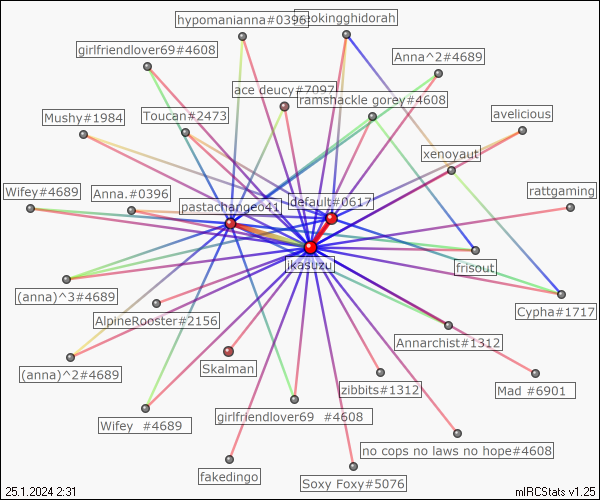 hypomanianna#0396
neokingghidorah
girlfriendlover69#4608
Anna^2#4689
ace deucy#7097
ramshackle gorey#4608
Mushy#1984
Toucan#2473
avelicious
xenoyaut
Wifey#4689
Anna.#0396
rattgaming
default#0617
pastachangeo41
jkasuzu
frisout
(anna)^3#4689
AlpineRooster#2156
Cypha#1717
Annarchist#1312
Skalman
(anna)^2#4689
zibbits#1312
Mad #6901
girlfriendlover69 #4608
Wifey #4689
no cops no laws no hope#4608
fakedingo
Soxy Foxy#5076
25.1.2024 2:31
mIRCStats v1.25